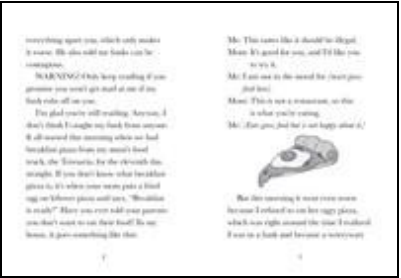 everything upset you, which only makes
it worse. He also told me funks can be
contagious.
WARNING! Only keep reading if you
promise you won't get mad at me if my
funk rubs off on you.
I'm glad you're still reading. Anyway, I
don't think I caught my funk from anyone.
It all started that morning when we had
breakfast pizza from my mom's food
truck, the for the eleventh day
straight. If you don't know what breakfast
pizza is, it's when your mom puts a fried
egg on leftover pizza and says, "Breakfast
is ready!" Have you ever told your parents
you don't want to eat their food? In my
house, it goes something like this:
Me: This tastes like it should be illegal.
Mom: It's good for you, and I'd like you
to try it.
Me: I am not in the mood for
Mom: This is not a restaurant, so this
is what you're eating.
Me:
But this morning it went even worse
because I refused to eat her eggy pizza,
which was right around the time I realized
I was in a funk and became a worrywart.